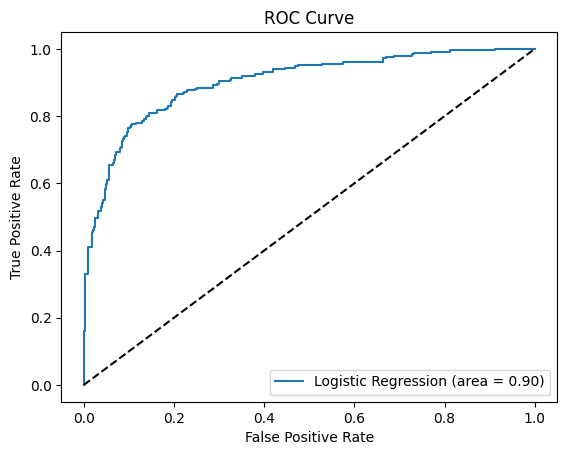 ROC Curve
True Positive Rate
1.0
0.8
0.6
0.4
0.2
0.0
Logistic Regression (area = 0.90)
0.0 0.2 0.4 0.6 0.8 1.0
False Positive Rate